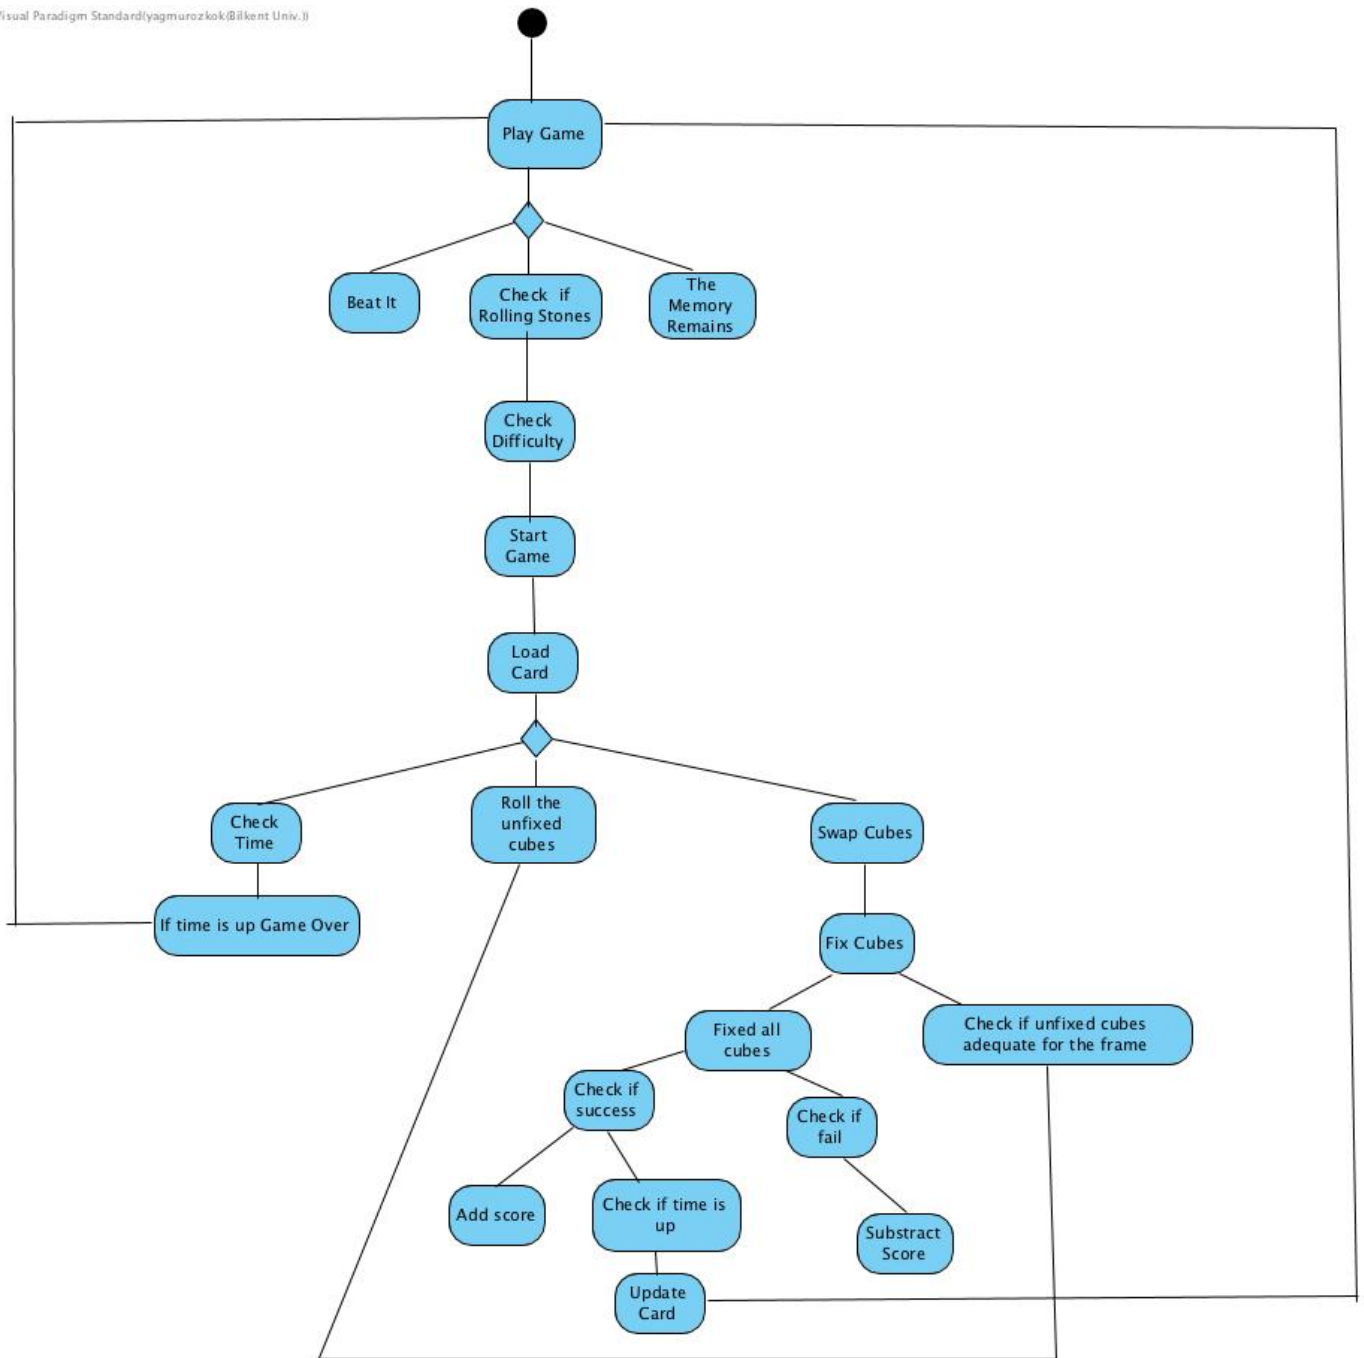 Visual Paradigm Standard(yagmurozkok(Bilkent Univ.))
Play Game
Beat It
Check if
Rolling Stones
The
Memory
Remains
Check
Difficulty
Start
Game
Load
Card
Check
Time
Roll the
unfixed
cubes
Swap Cubes
If time is up Game Over
Fix Cubes
Fixed all
cubes
Check if unfixed cubes
adequate for the frame
Check if
success
Check if
fail
Add score
Check if time is
up
Substract
Score
Update
Card